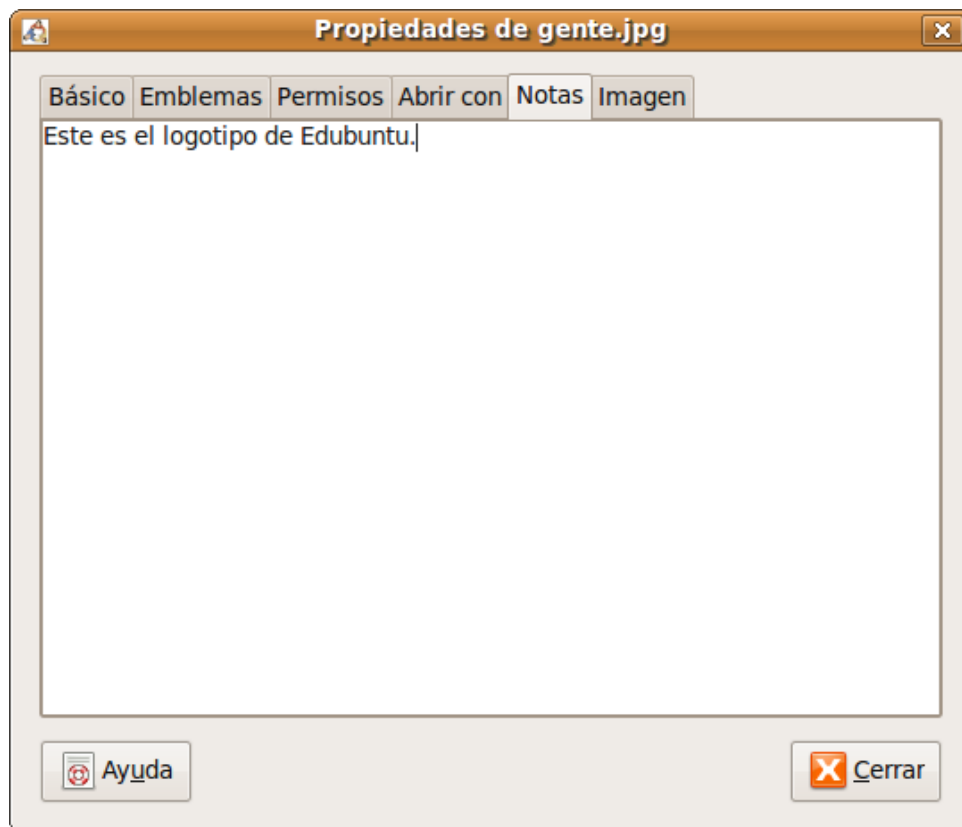 Propiedades de gente.jpg
Básico Emblemas Permisos Abrir con Notas Imagen
Este es el logotipo de Edubuntu.
Ayuda Cerrar